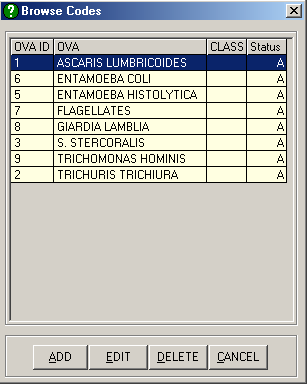 Browse Codes
OVA ID OVA CLASS Status
1 ASCARIS LUMBRICOIDES A
6 ENTAMOEBA COLI A
5 ENTAMOEBA HISTOLYTICA A
7 FLAGELLATES A
8 GIARDIA LAMBLIA A
3 S. STERCORALIS A
9 TRICHOMONAS HOMINIS A
2 TRICHURIS TRICHIURA A
ADD EDIT DELETE CANCEL